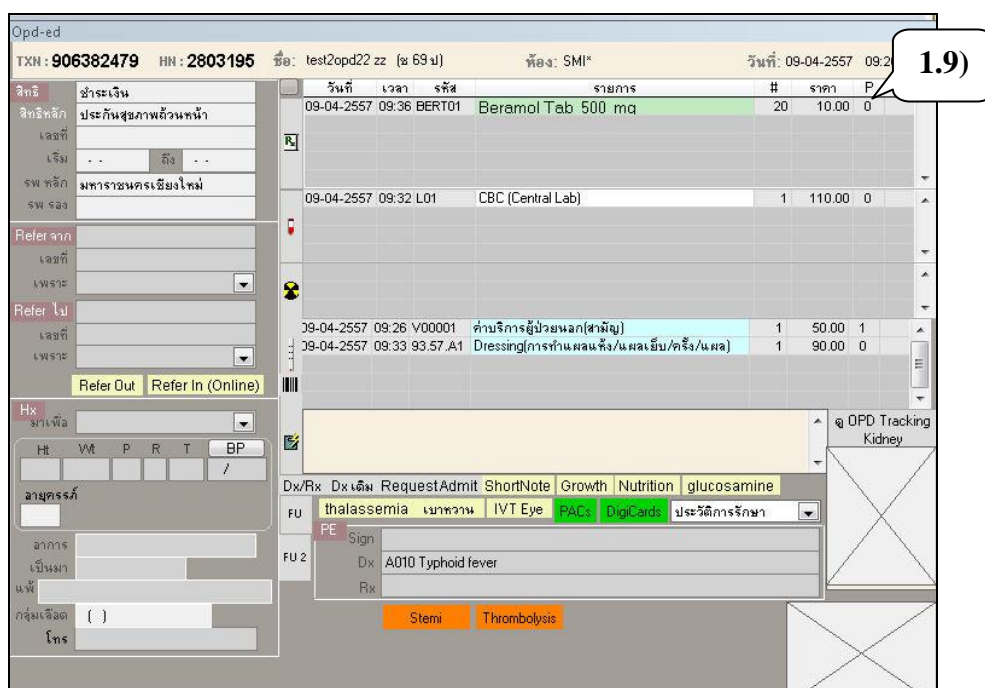 Opd-ed
TXN : 906382479 HN : 2803195 ชื่อ: test2opd22 zz (ช 69 ป) ห้อง: SMI* วันที่: 09-04-2557 09:2
1.9)
สิทธิ ชำระเงิน
สิทธิหลัก ประกันสุขภาพถ้วนหน้า
เลขที่
เริ่ม - - ถึง - -
รพ หลัก มหาราชนครเชียงใหม่
รพ รอง
Refer จาก
เลขที่
เพราะ
Refer ไป
เลขที่
เพราะ
Refer Out Refer In (Online)
วันที่ เวลา รหัส รายการ # ราคา P
09-04-2557 09:36 BERT01 Beramol Tab 500 mg 20 10.00 0
09-04-2557 09:32 L01 CBC (Central Lab) 1 110.00 0
09-04-2557 09:26 V00001 ค่าบริการผู้ป่วยนอก(สามัญ) 1 50.00 1
09-04-2557 09:33 93.57.A1 Dressing(การทำแผลแห้ง/แผลเย็บ/ครั้ง/แผล) 1 90.00 0
Hx
มาเพื่อ
Ht Wt P R T BP
/
อายุครรภ์
อาการ
เป็นมา
แพ้
กลุ่มเลือด ( )
โทร
ดู OPD Tracking
Kidney
Dx/Rx Dx เดิม RequestAdmit ShortNote Growth Nutrition glucosamine
FU thalassemia เบาหวาน IVT Eye PACs DigiCards ประวัติการรักษา
PE
Sign
FU 2 Dx A010 Typhoid fever
Rx
Stemi Thrombolysis